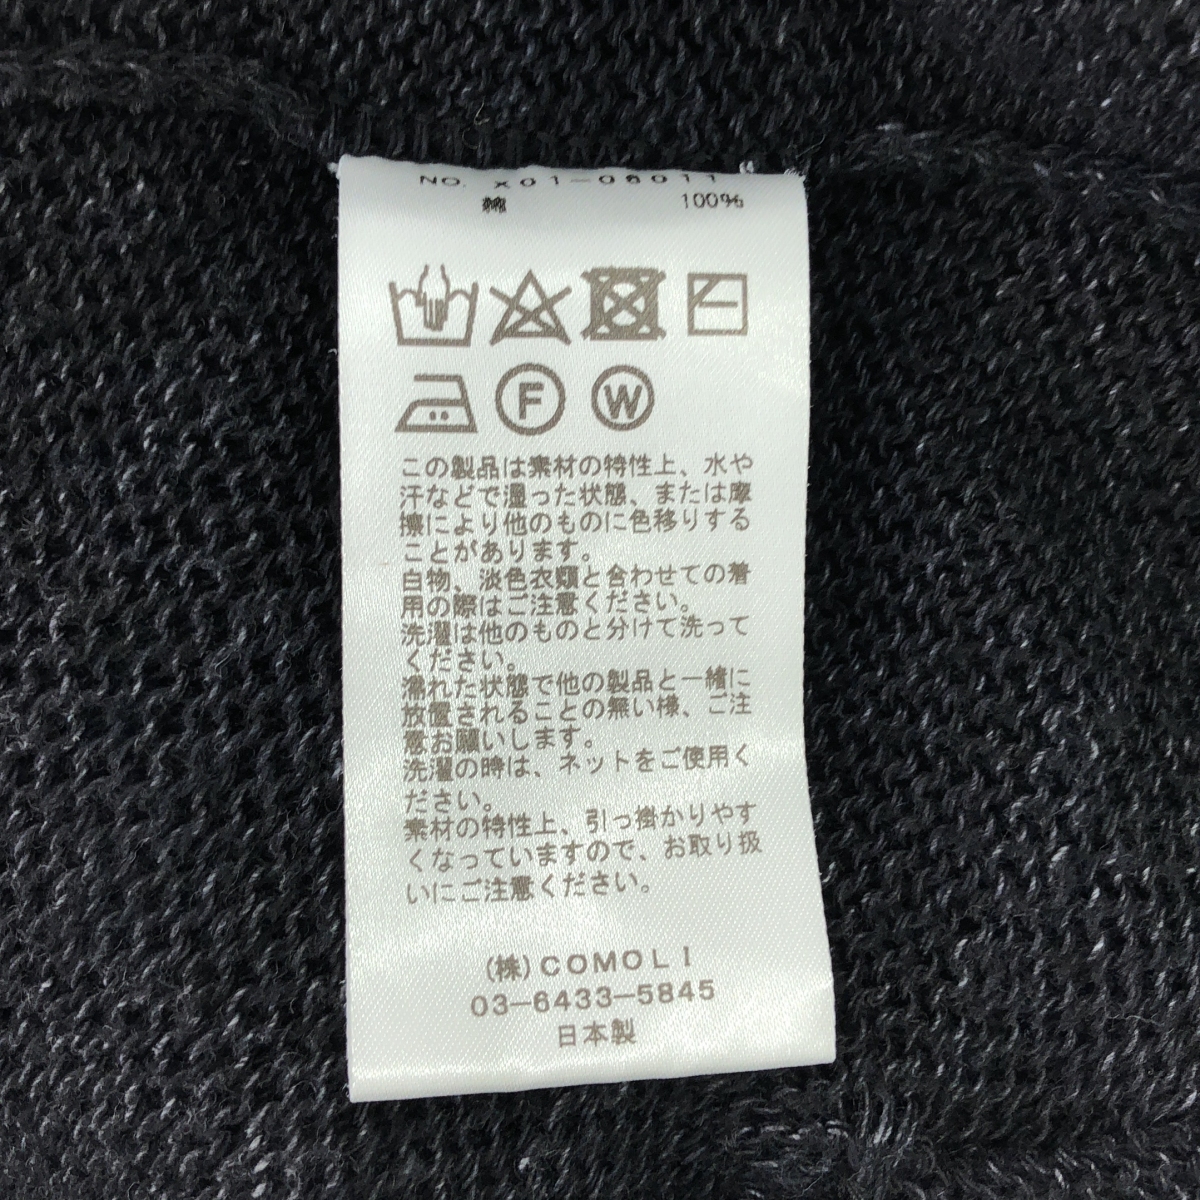 NO. X01-08011
綿 100%
F W
この製品は素材の特性上、水や
汗などで湿った状態、または摩
擦により他のものに色移りする
ことがあります。
白物、淡色衣類と合わせての着
用の際はご注意ください。
洗濯は他のものと分けて洗って
ください。
濡れた状態で他の製品と一緒に
放置されることの無い様、ご注
意お願いします。
洗濯の時は、ネットをご使用く
ださい。
素材の特性上、引っ掛かりやす
くなっていますので、お取り扱
いにご注意ください。
(株)COMOLI
03-6433-5845
日本製